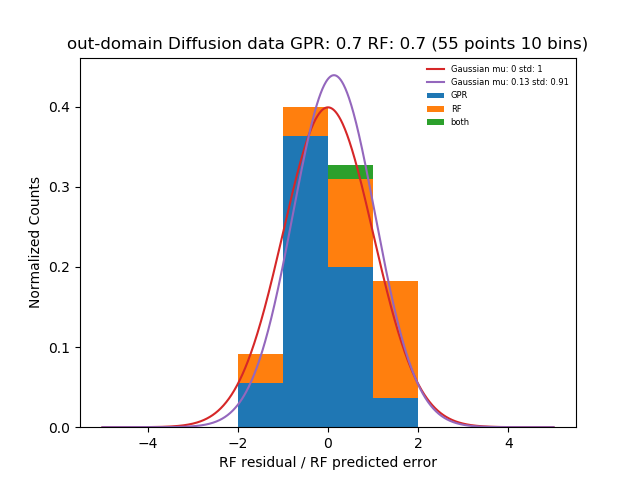 out-domain Diffusion data GPR: 0.7 RF: 0.7 (55 points 10 bins)
Gaussian mu: 0 std: 1
Gaussian mu: 0.13 std: 0.91
GPR
RF
both
Normalized Counts
0.4
0.3
0.2
0.1
0.0
−4 −2 0 2 4
RF residual / RF predicted error